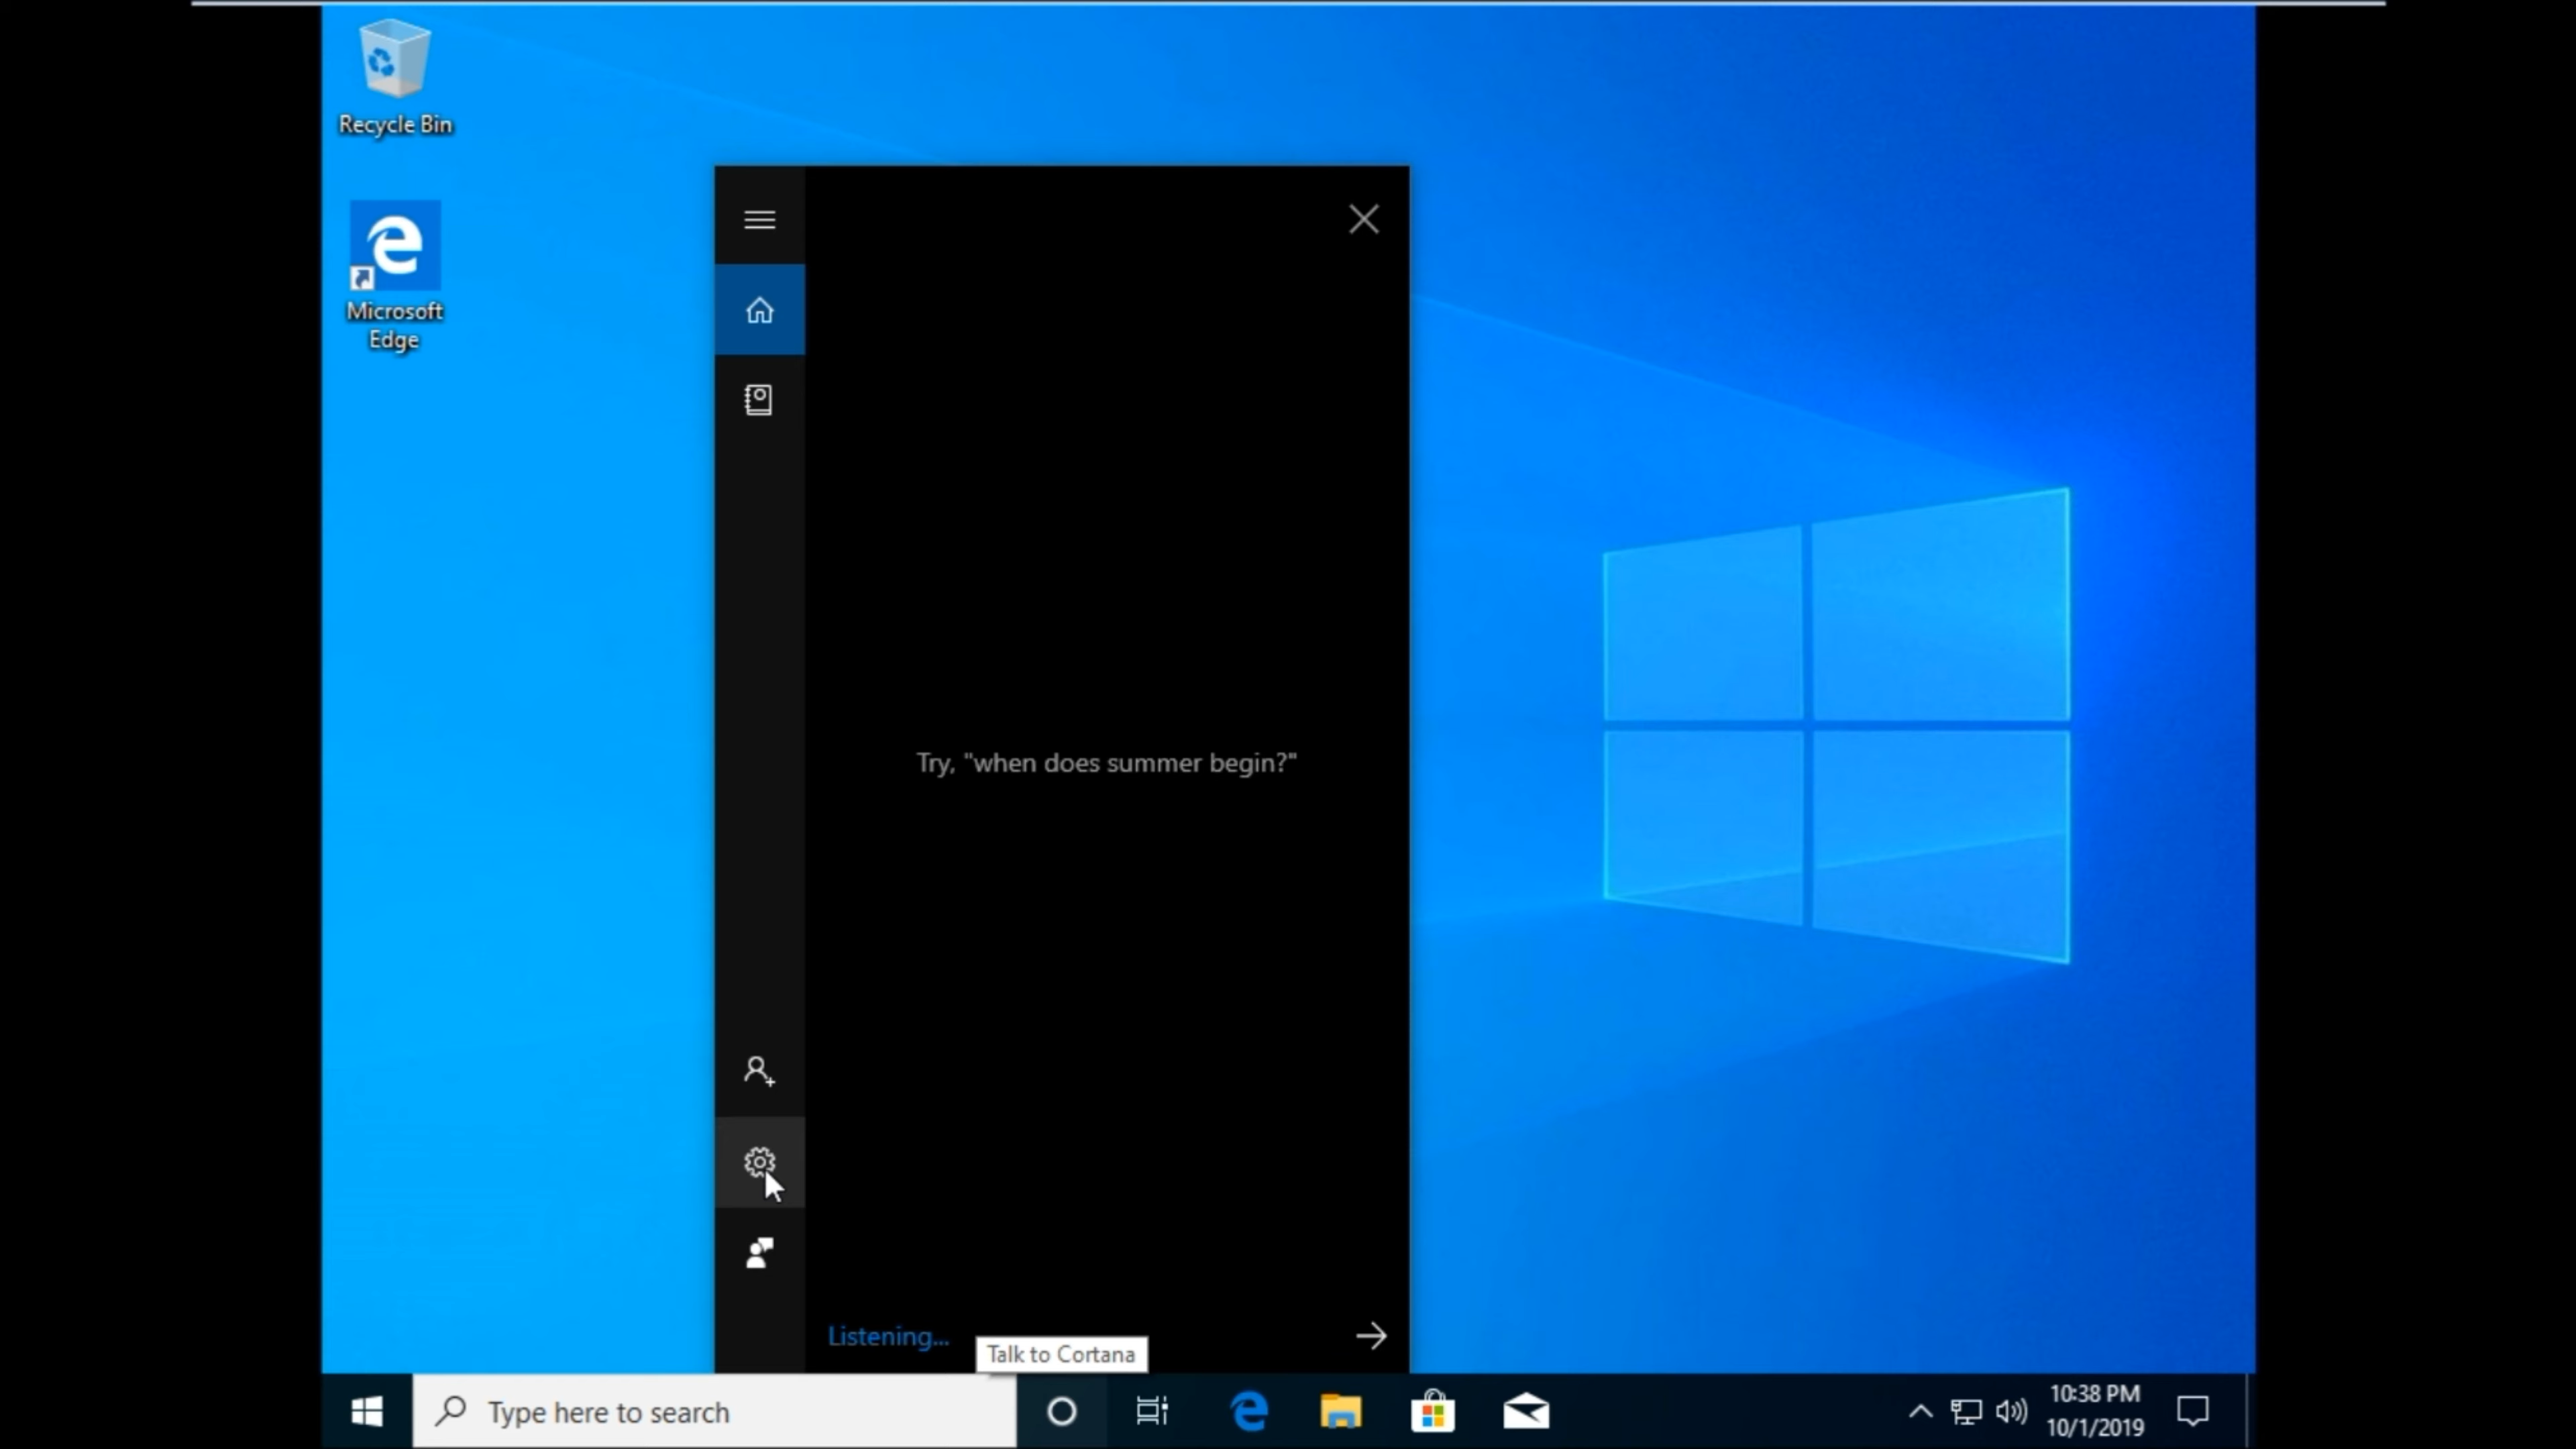 Recycle Bin
Microsoft
Edge
Try, "when does summer begin?"
Listening...
Talk to Cortana
Type here to search
10:38 PM
10/1/2019